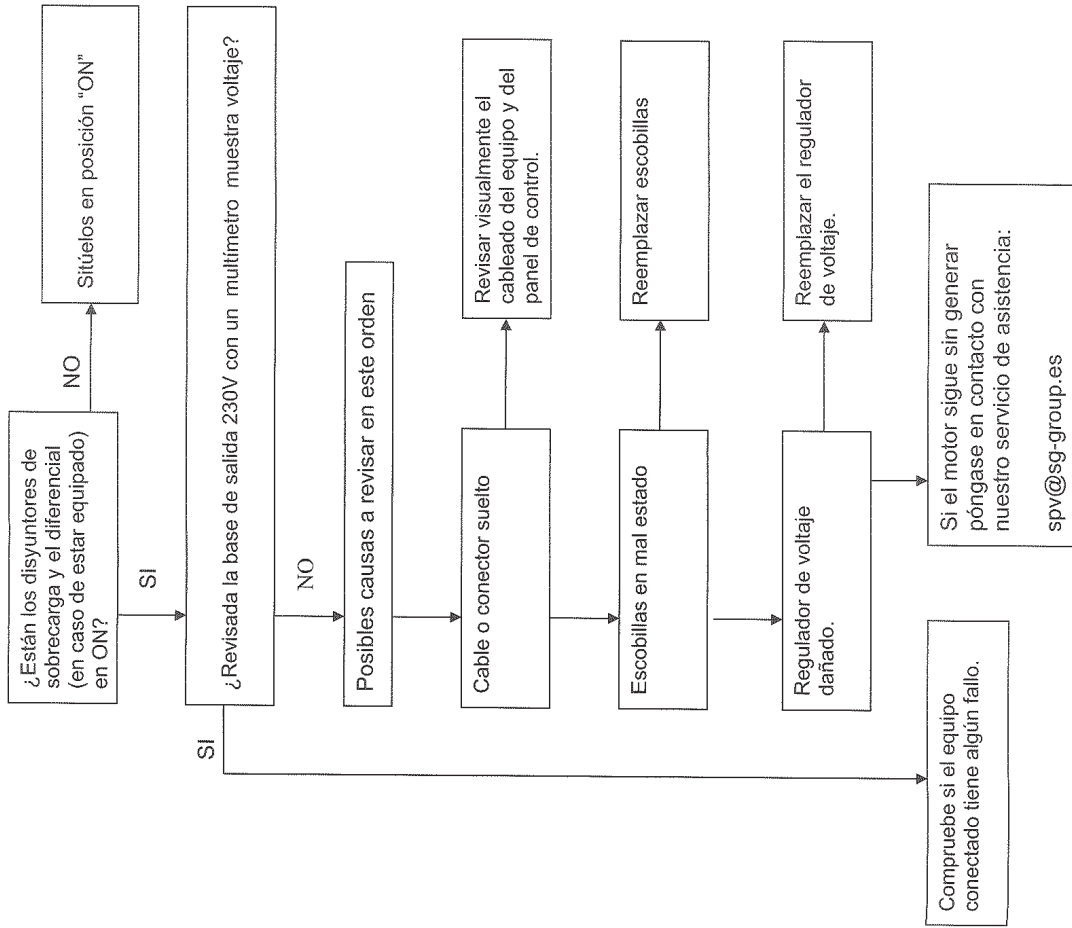 ¿Están los disyuntores de
sobrecarga y el diferencial
(en caso de estar equipado)
en ON?
NO
Sitúelos en posición “ON”
SI
¿Revisada la base de salida 230V con un multímetro muestra voltaje?
SI
NO
Posibles causas a revisar en este orden
Cable o conector suelto
Revisar visualmente el
cableado del equipo y del
panel de control.
Escobillas en mal estado
Reemplazar escobillas
Regulador de voltaje
dañado.
Reemplazar el regulador
de voltaje.
Compruebe si el equipo
conectado tiene algún fallo.
Si el motor sigue sin generar
póngase en contacto con
nuestro servicio de asistencia:
spv@sg-group.es